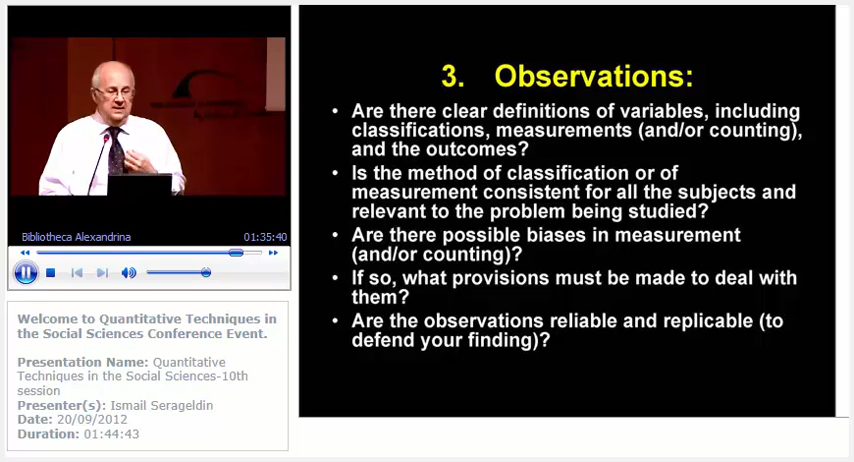 Bibliotheca Alexandrina
01:35:40
Welcome to Quantitative Techniques in
the Social Sciences Conference Event.
Presentation Name: Quantitative
Techniques in the Social Sciences-10th
session
Presenter(s): Ismail Serageldin
Date: 20/09/2012
Duration: 01:44:43
3. Observations:
• Are there clear definitions of variables, including
classifications, measurements (and/or counting),
and the outcomes?
• Is the method of classification or of
measurement consistent for all the subjects and
relevant to the problem being studied?
• Are there possible biases in measurement
(and/or counting)?
• If so, what provisions must be made to deal with
them?
• Are the observations reliable and replicable (to
defend your finding)?